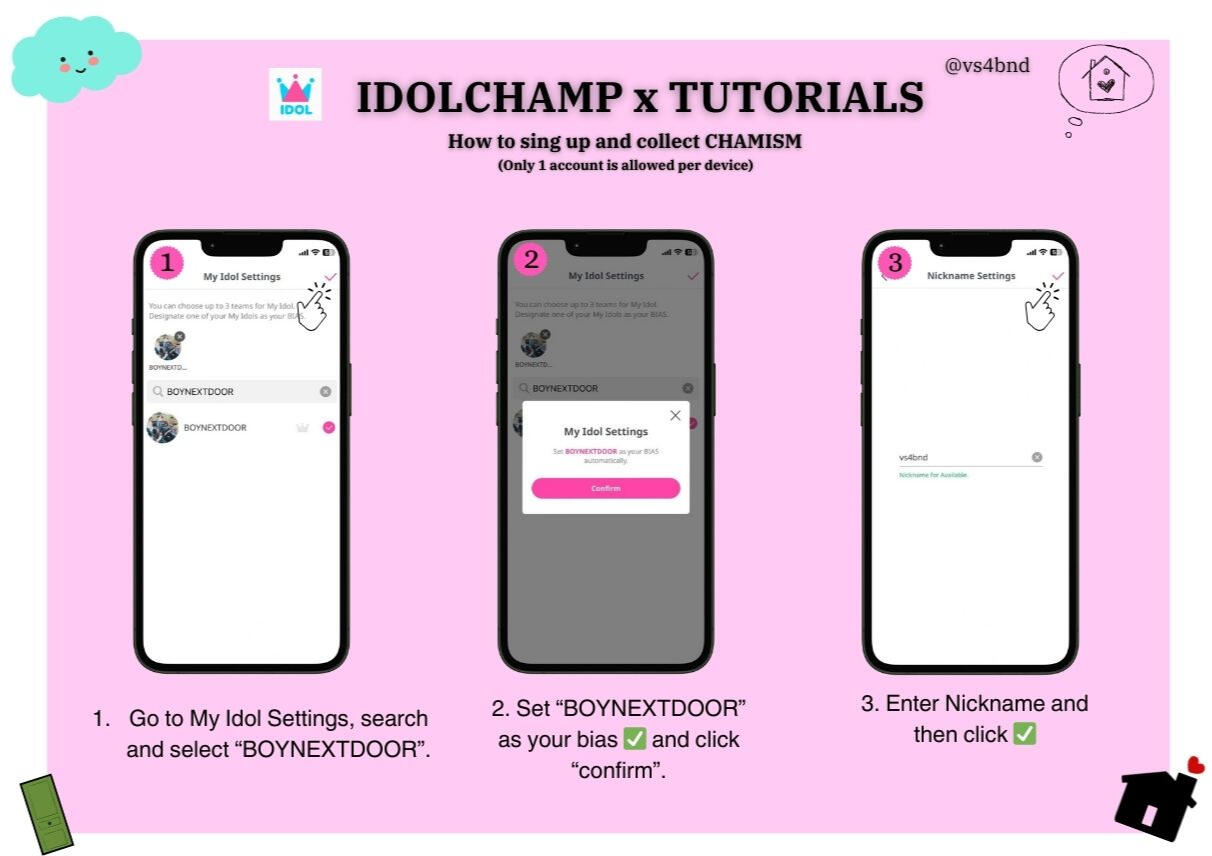 @vs4bnd
IDOL
IDOLCHAMP x TUTORIALS
How to sing up and collect CHAMISM
(Only 1 account is allowed per device)
1
My Idol Settings
You can choose up to 3 teams for My Idol.
Designate one of your My Idols as your BIAS.
BOYNEXTD...
BOYNEXTDOOR
BOYNEXTDOOR
1. Go to My Idol Settings, search
and select “BOYNEXTDOOR”.
2
My Idol Settings
You can choose up to 3 teams for My Idol.
Designate one of your My Idols as your BIAS.
BOYNEXTD...
BOYNEXTDOOR
My Idol Settings
Set BOYNEXTDOOR as your BIAS
automatically.
Confirm
2. Set “BOYNEXTDOOR”
as your bias ✅ and click
“confirm”.
3
Nickname Settings
vs4bnd
Nickname for Available.
3. Enter Nickname and
then click ✅